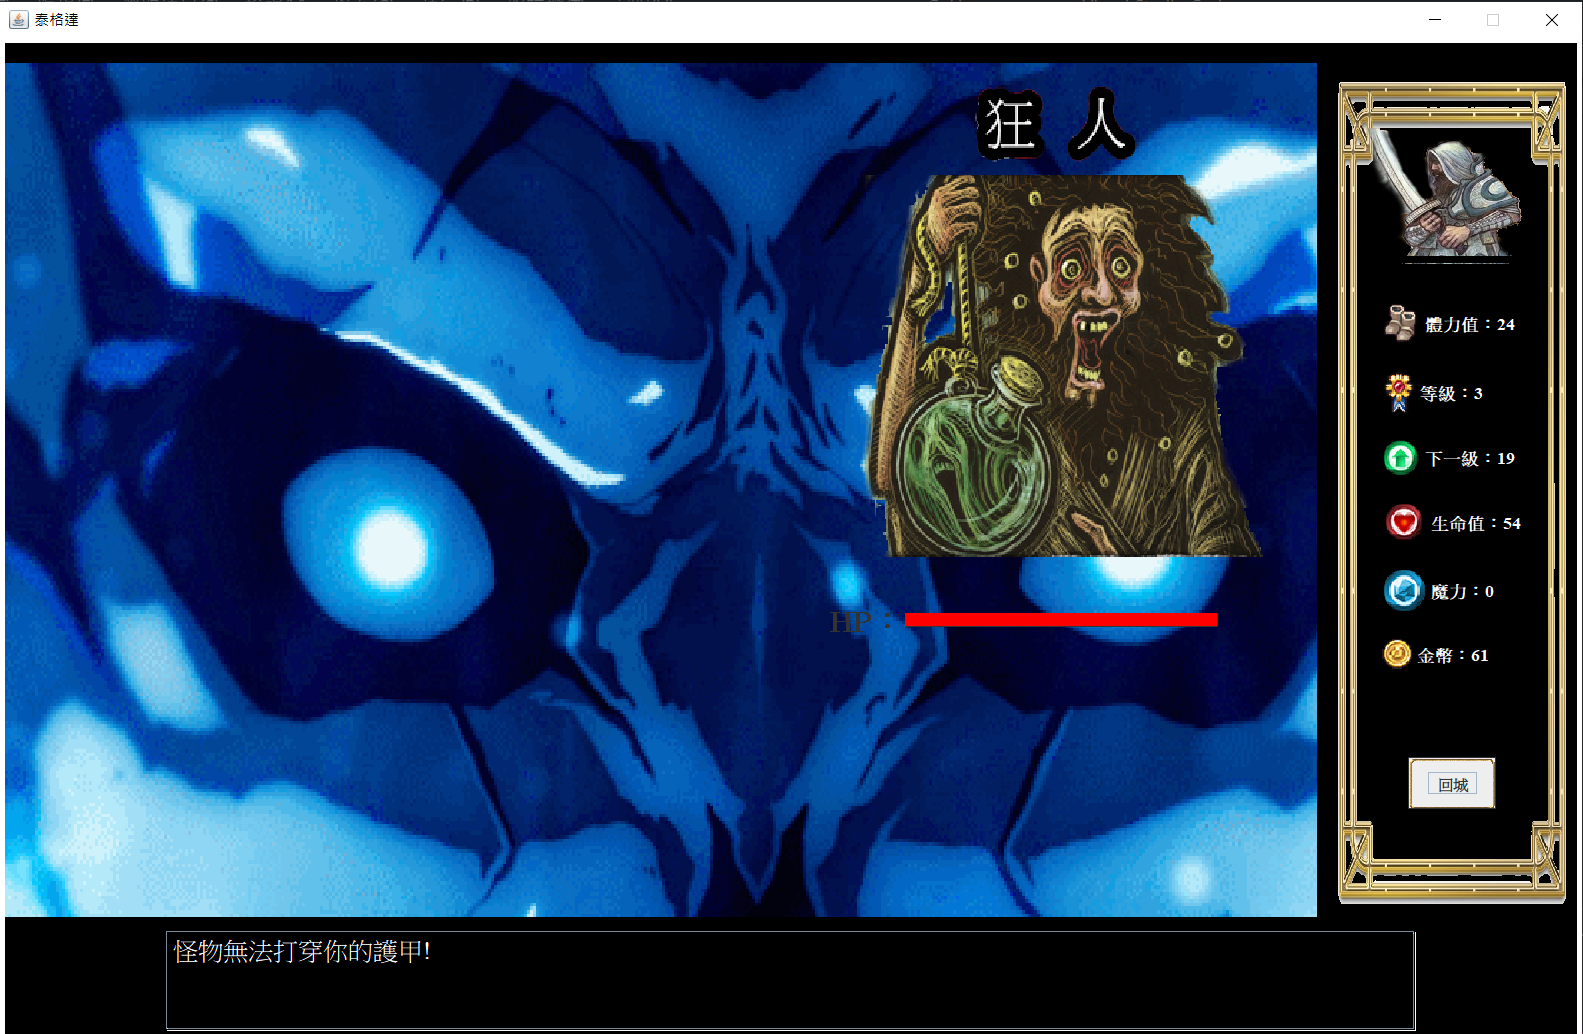 泰格達
狂人
體力值：24
等級：3
下一級：19
生命值：54
魔力：0
金幣：61
HP：
回城
怪物無法打穿你的護甲!